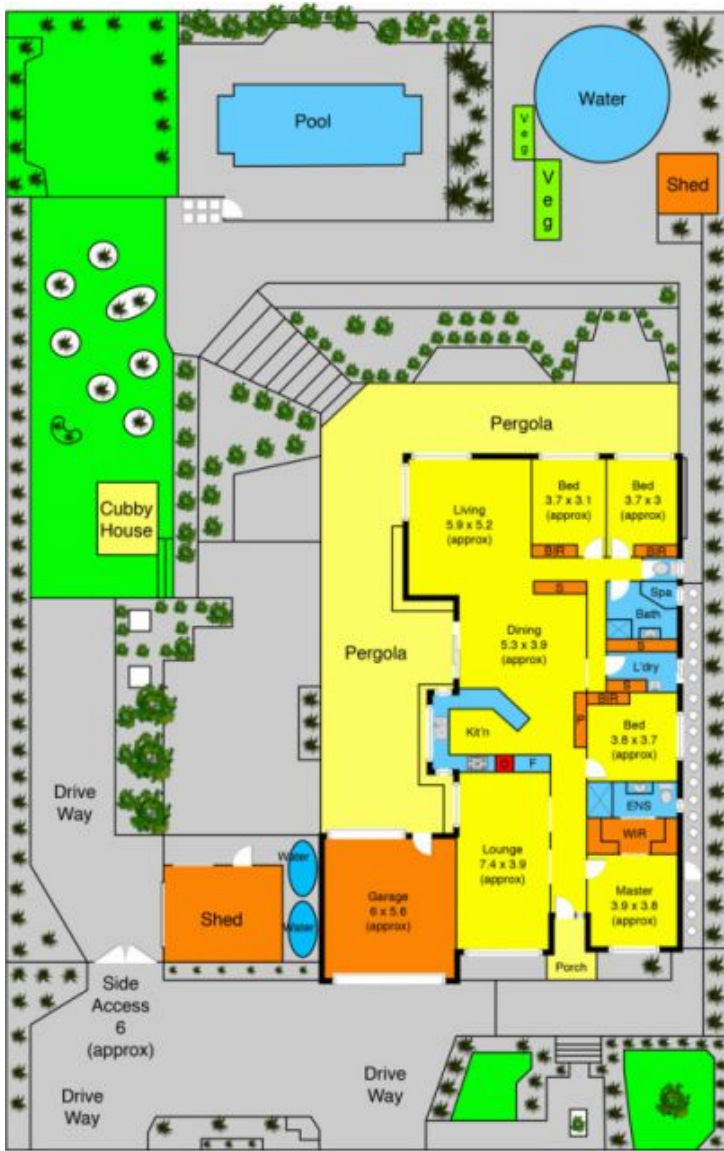 Pool
Water
Veg
Veg
Shed
Pergola
Cubby
House
Living
5.9 x 5.2
(approx)
Bed
3.7 x 3.1
(approx)
Bed
3.7 x 3
(approx)
BIR
BIR
S
Spa
Bath
Dining
5.3 x 3.9
(approx)
S
L'dry
S
BIR
Pergola
P
Kit'n
Bed
3.8 x 3.7
(approx)
F
Drive
Way
ENS
WIR
Lounge
7.4 x 3.9
(approx)
Water
Water
Shed
Garage
6 x 5.6
(approx)
Master
3.9 x 3.8
(approx)
Porch
Side
Access
6
(approx)
Drive
Way
Drive
Way